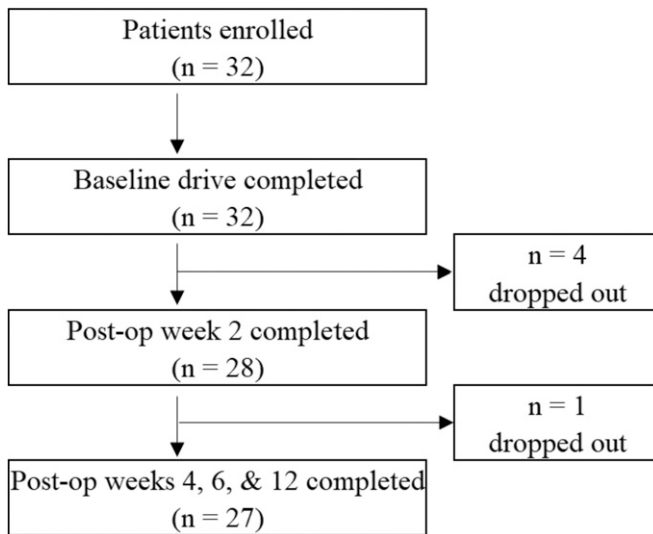 Patients enrolled
(n = 32)
Baseline drive completed
(n = 32)
n = 4
dropped out
Post-op week 2 completed
(n = 28)
n = 1
dropped out
Post-op weeks 4, 6, & 12 completed
(n = 27)